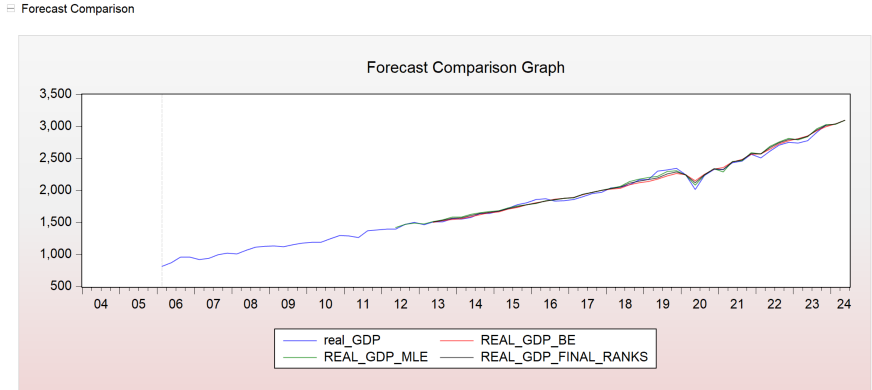 Forecast Comparison
Forecast Comparison Graph
3,500
3,000
2,500
2,000
1,500
1,000
500
04 05 06 07 08 09 10 11 12 13 14 15 16 17 18 19 20 21 22 23 24
real_GDP REAL_GDP_BE
REAL_GDP_MLE REAL_GDP_FINAL_RANKS